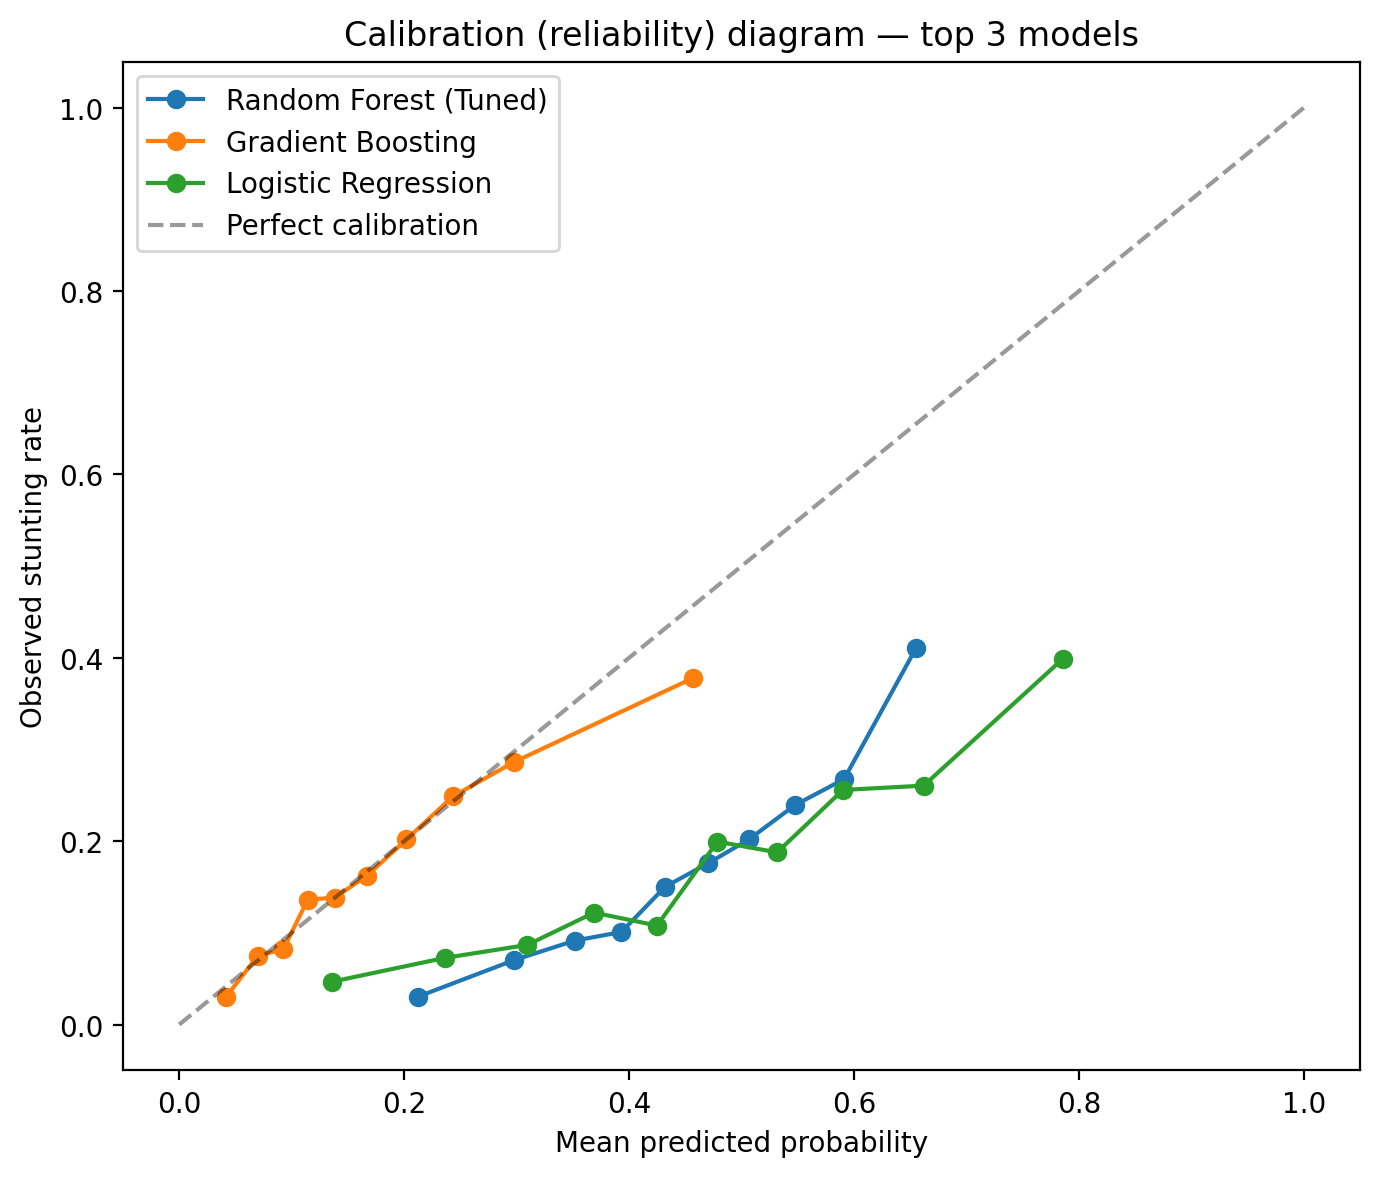 Calibration (reliability) diagram — top 3 models
Random Forest (Tuned)
Gradient Boosting
Logistic Regression
Perfect calibration
1.0
0.8
0.6
0.4
0.2
0.0
Observed stunting rate
0.0 0.2 0.4 0.6 0.8 1.0
Mean predicted probability